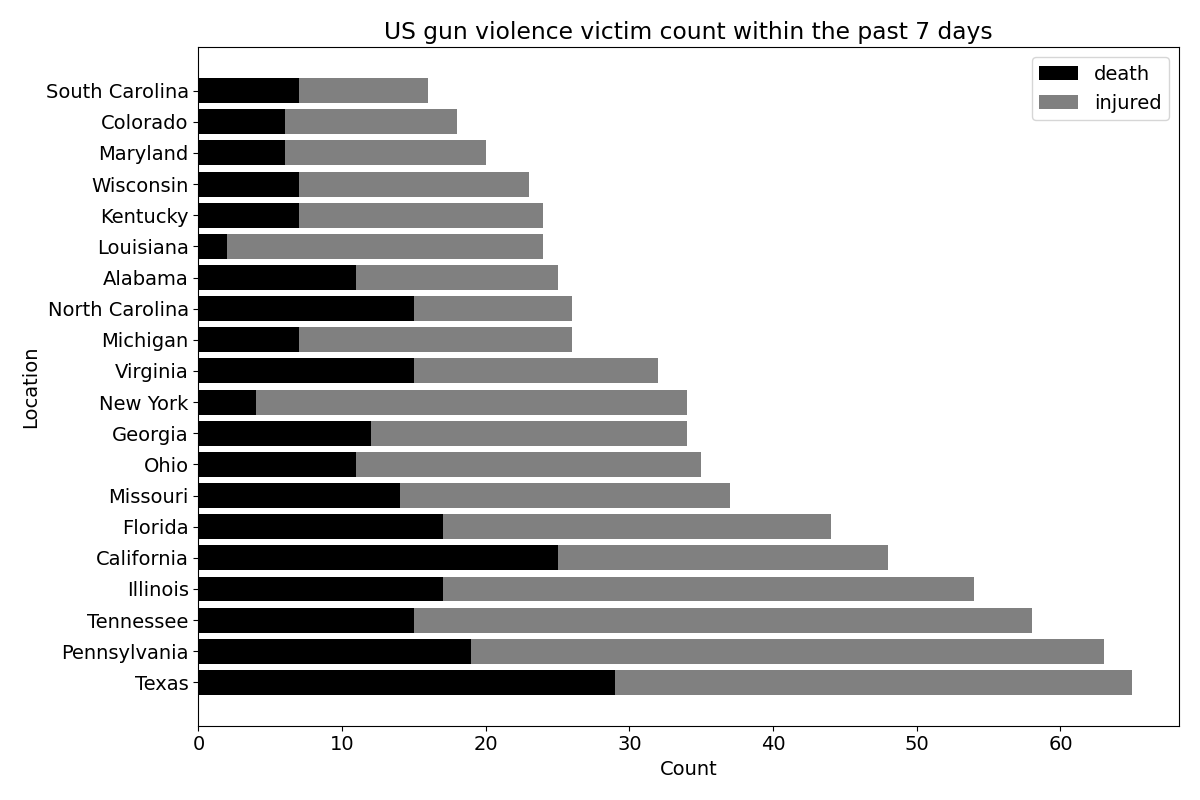 US gun violence victim count within the past 7 days
death
injured
South Carolina
Colorado
Maryland
Wisconsin
Kentucky
Louisiana
Alabama
North Carolina
Michigan
Virginia
New York
Georgia
Ohio
Missouri
Florida
California
Illinois
Tennessee
Pennsylvania
Texas
Location
0 10 20 30 40 50 60
Count